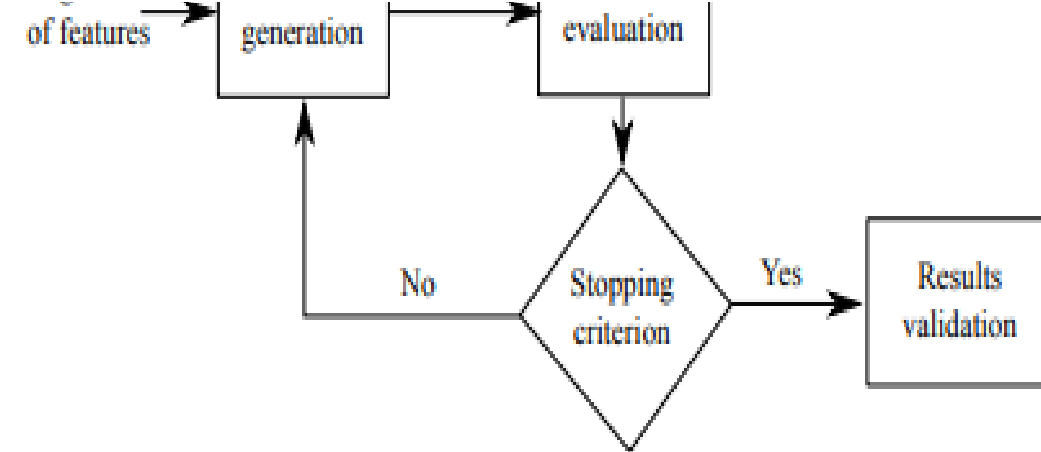 of features
generation
evaluation
No
Stopping
criterion
Yes
Results
validation